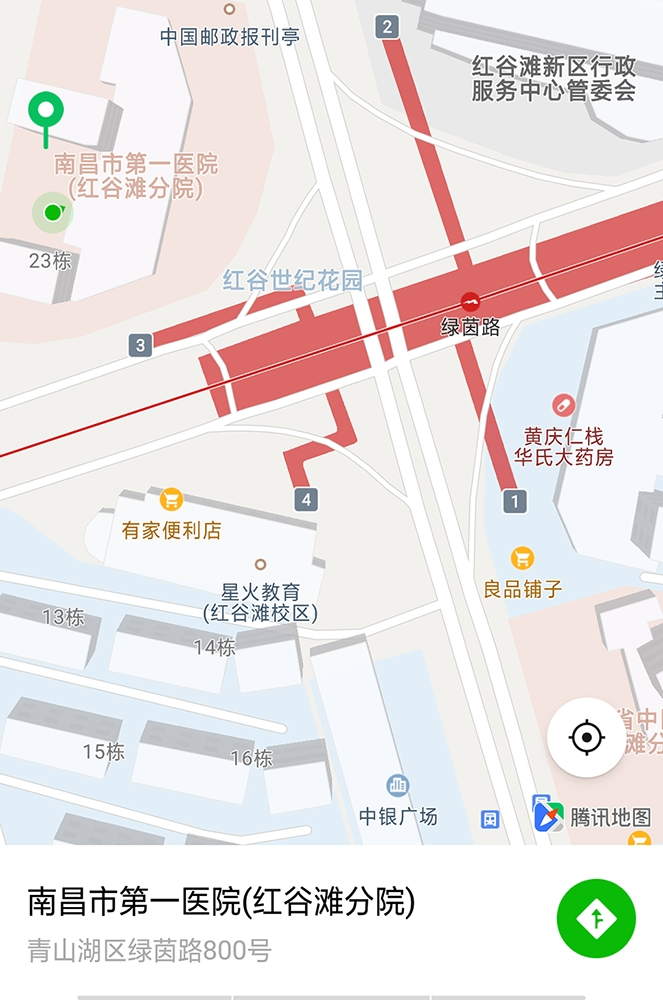 中国邮政报刊亭
2
红谷滩新区行政
服务中心管委会
南昌市第一医院
(红谷滩分院)
23栋
红谷世纪花园
绿茵路
3
黄庆仁栈
华氏大药房
4
1
有家便利店
良品铺子
星火教育
(红谷滩校区)
13栋
14栋
15栋
16栋
省中
滩分
中银广场
腾讯地图
南昌市第一医院(红谷滩分院)
青山湖区绿茵路800号